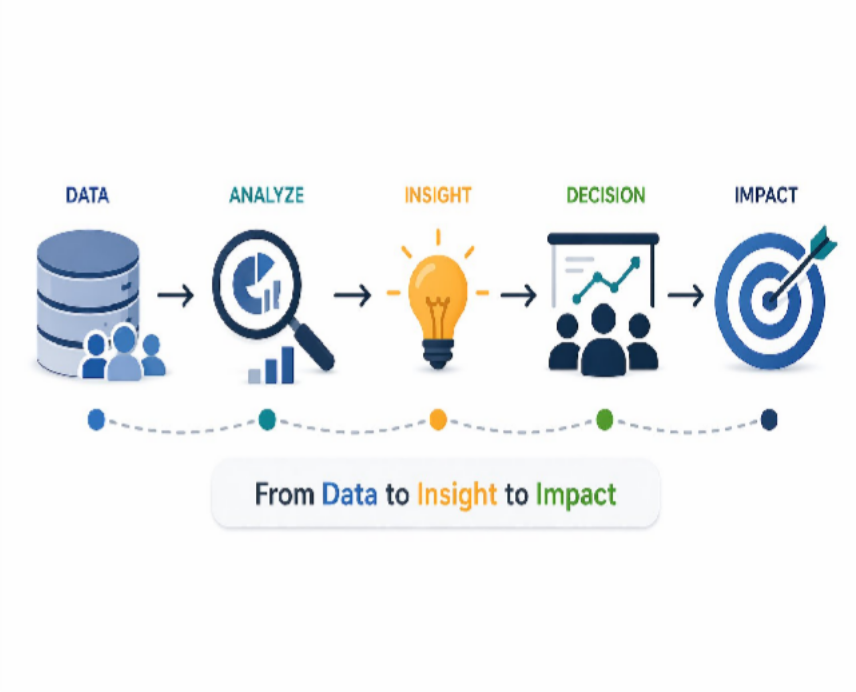 DATA
ANALYZE
INSIGHT
DECISION
IMPACT
From Data to Insight to Impact